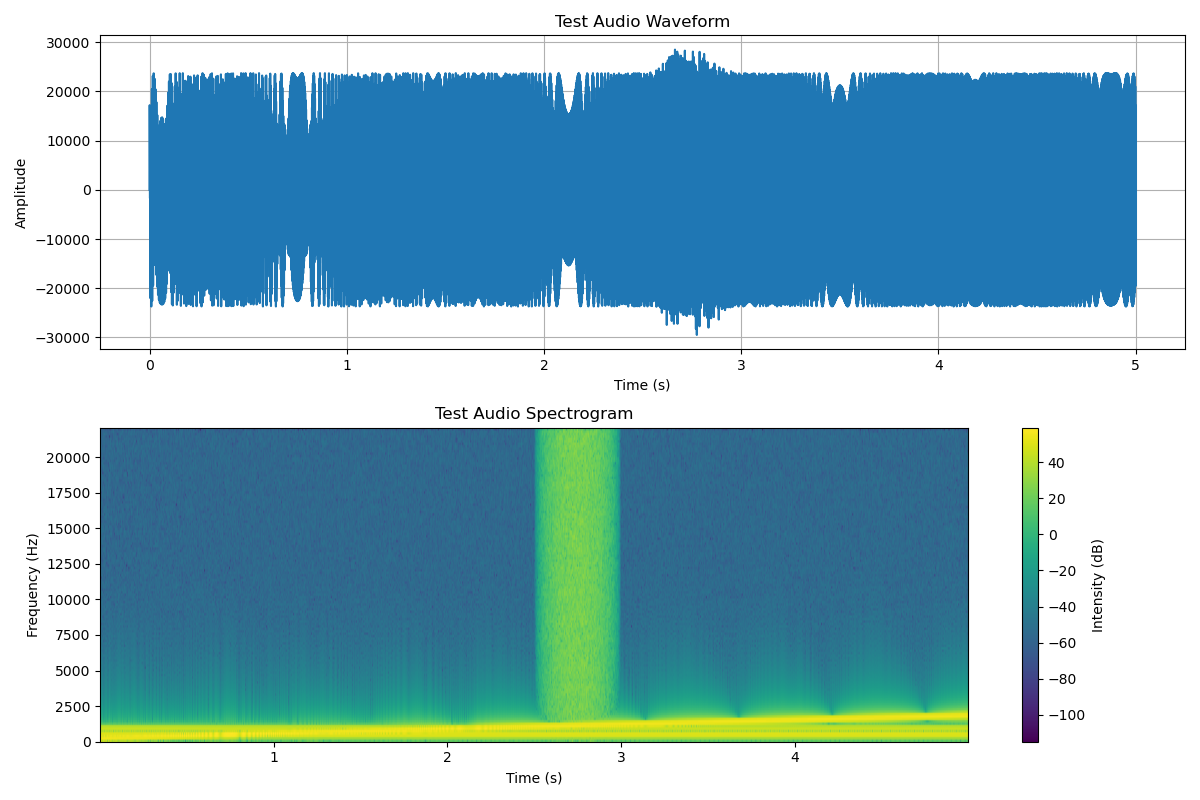 Test Audio Waveform
30000
20000
10000
0
−10000
−20000
−30000
Amplitude
0 1 2 3 4 5
Time (s)
Test Audio Spectrogram
20000
17500
15000
12500
10000
7500
5000
2500
0
Frequency (Hz)
1 2 3 4
Time (s)
40
20
0
−20
−40
−60
−80
−100
Intensity (dB)